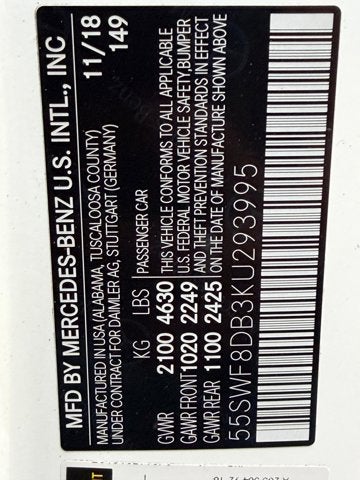 MFD BY MERCEDES-BENZ U.S. INTL., INC
MANUFACTURED IN USA (ALABAMA, TUSCALOOSA COUNTY) 11/18
UNDER CONTRACT FOR DAIMLER AG, STUTTGART (GERMANY) 149
KG LBS PASSENGER CAR
GVWR 2100 4630 THIS VEHICLE CONFORMS TO ALL APPLICABLE
GAWR FRONT 1020 2249 U.S. FEDERAL MOTOR VEHICLE SAFETY, BUMPER
GAWR REAR 1100 2425 AND THEFT PREVENTION STANDARDS IN EFFECT
ON THE DATE OF MANUFACTURE SHOWN ABOVE
55SWF8DB3KU293995